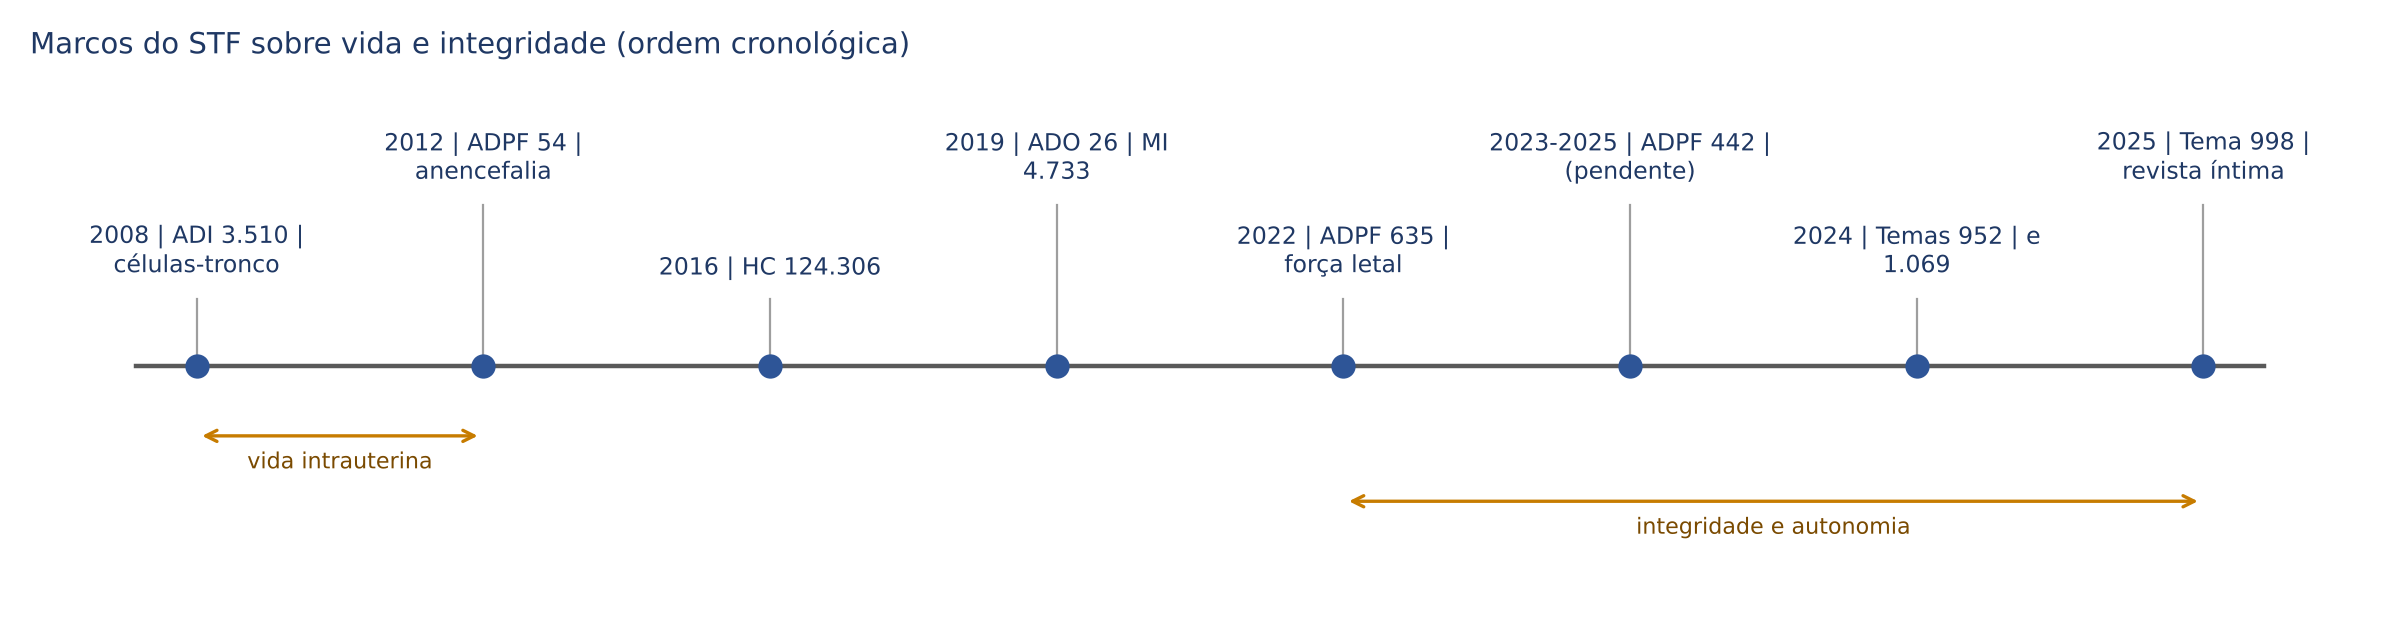 Marcos do STF sobre vida e integridade (ordem cronológica)
2008 | ADI 3.510 |
células-tronco
2012 | ADPF 54 |
anencefalia
2016 | HC 124.306
2019 | ADO 26 | MI
4.733
2022 | ADPF 635 |
força letal
2023-2025 | ADPF 442 |
(pendente)
2024 | Temas 952 | e
1.069
2025 | Tema 998 |
revista íntima
vida intrauterina
integridade e autonomia